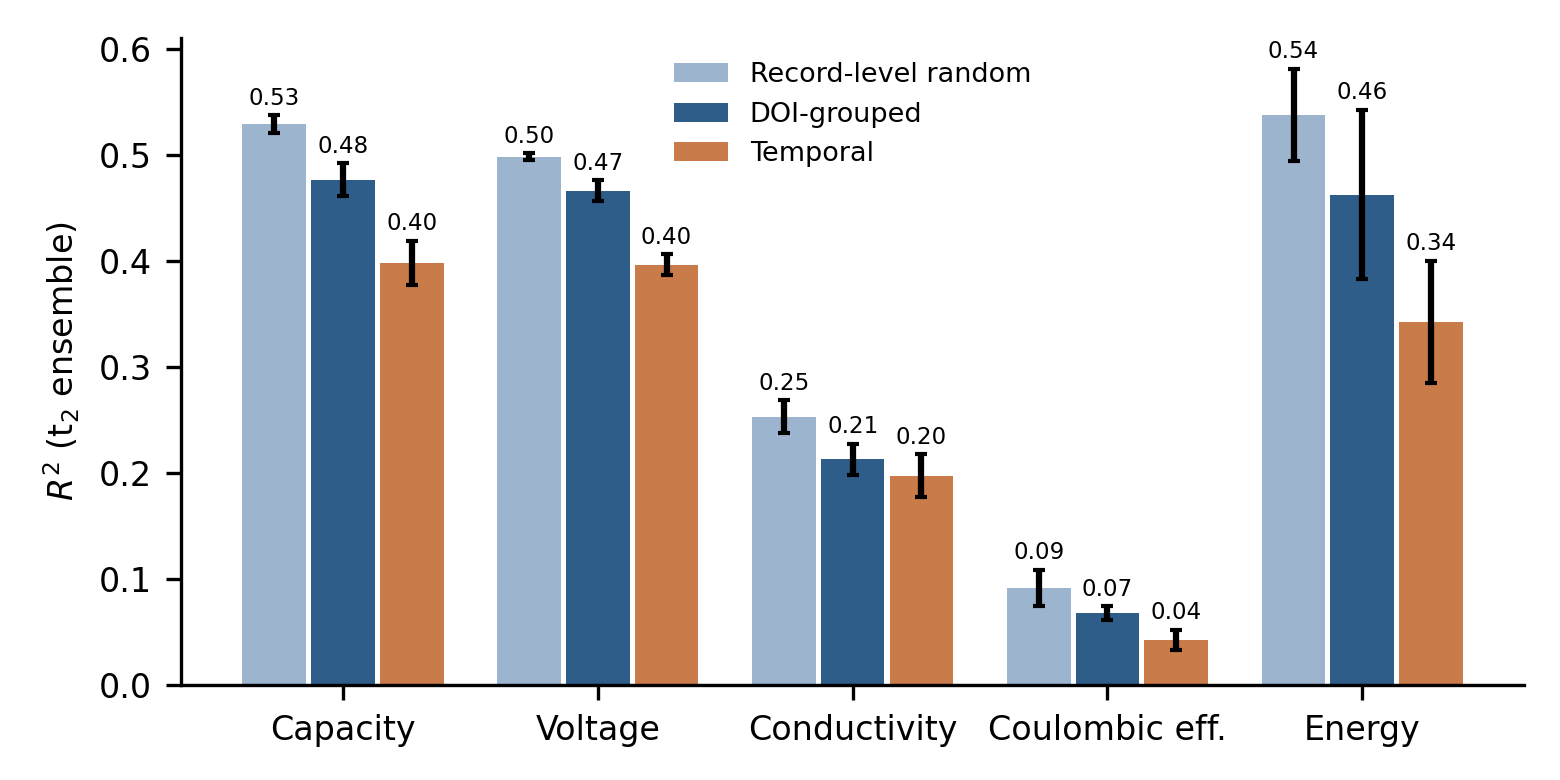 0.6
0.5
0.4
0.3
0.2
0.1
0.0
R² (t₂ ensemble)
Record-level random
DOI-grouped
Temporal
0.53
0.48
0.40
0.50
0.47
0.40
0.25
0.21
0.20
0.09
0.07
0.04
0.54
0.46
0.34
Capacity
Voltage
Conductivity
Coulombic eff.
Energy